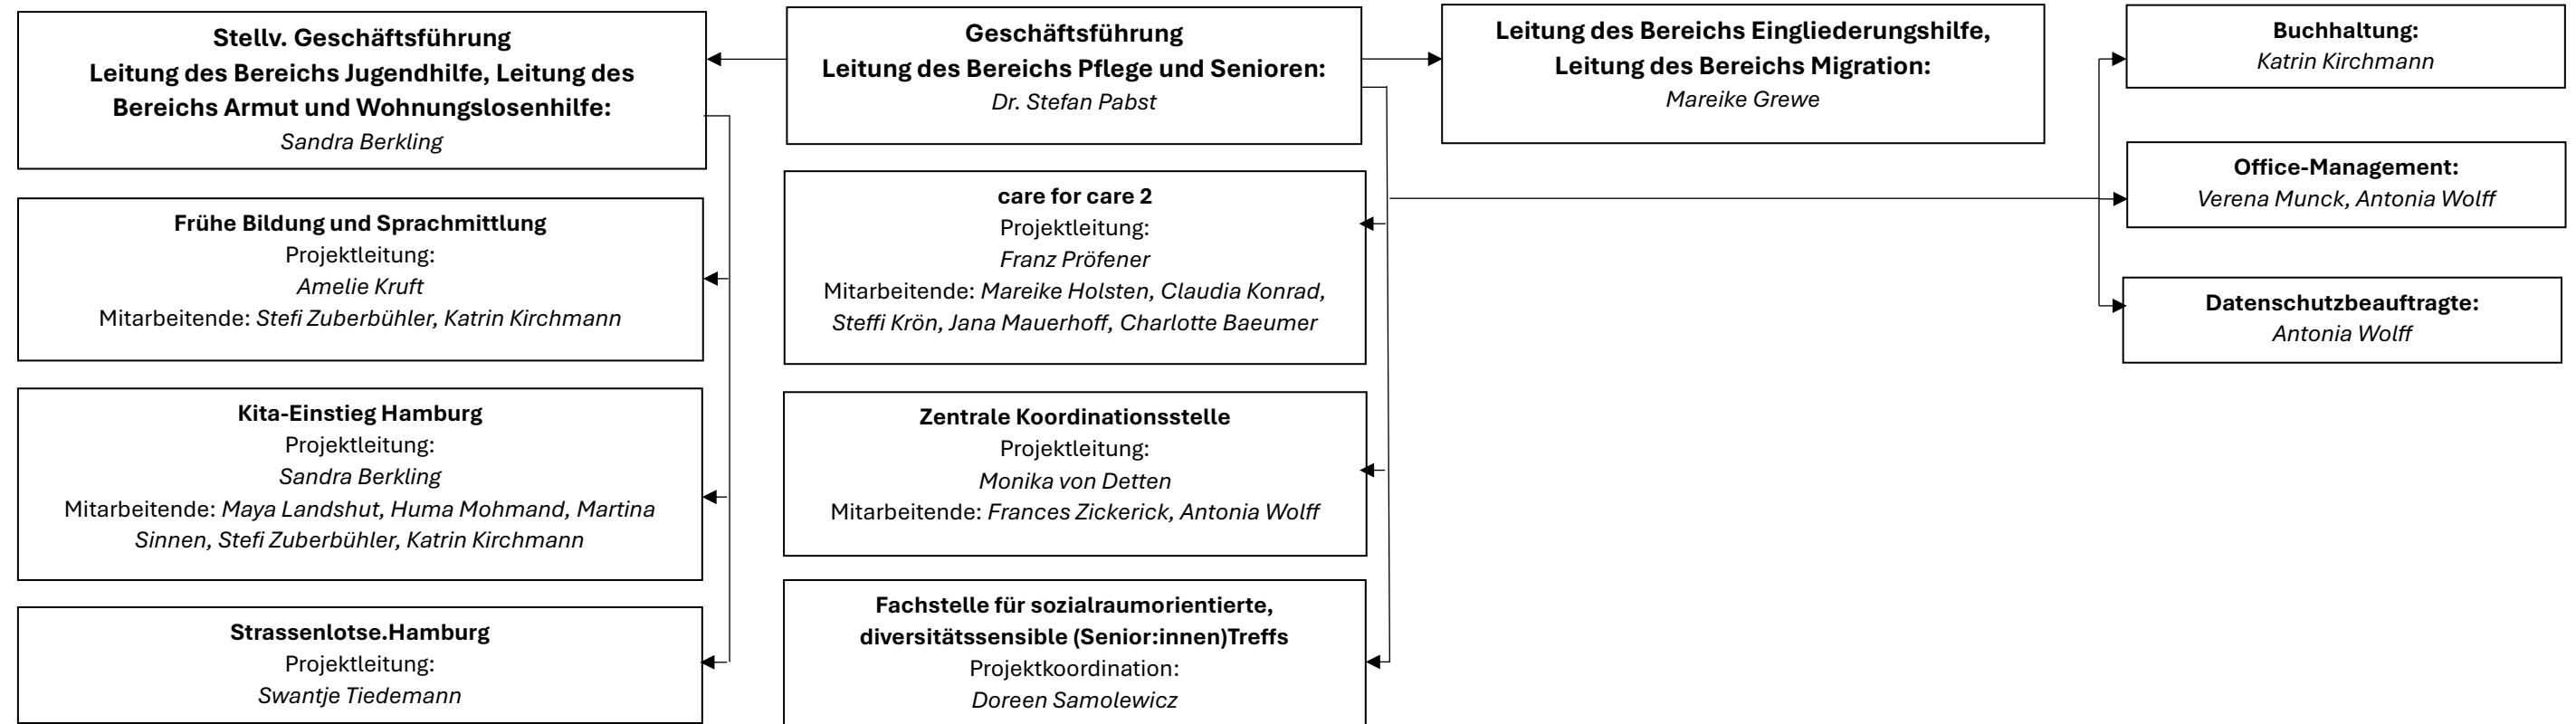 Stellv. Geschäftsführung
Leitung des Bereichs Jugendhilfe, Leitung des
Bereichs Armut und Wohnungslosenhilfe:
Sandra Berkling
Frühe Bildung und Sprachmittlung
Projektleitung:
Amelie Kruft
Mitarbeitende: Stefi Zuberbühler, Katrin Kirchmann
Kita-Einstieg Hamburg
Projektleitung:
Sandra Berkling
Mitarbeitende: Maya Landshut, Huma Mohmand, Martina
Sinnen, Stefi Zuberbühler, Katrin Kirchmann
Strassenlotse.Hamburg
Projektleitung:
Swantje Tiedemann
Geschäftsführung
Leitung des Bereichs Pflege und Senioren:
Dr. Stefan Pabst
care for care 2
Projektleitung:
Franz Pröfener
Mitarbeitende: Mareike Holsten, Claudia Konrad,
Steffi Krön, Jana Mauerhoff, Charlotte Baeumer
Zentrale Koordinationsstelle
Projektleitung:
Monika von Detten
Mitarbeitende: Frances Zickerick, Antonia Wolff
Fachstelle für sozialraumorientierte,
diversitätssensible (Senior:innen)Treffs
Projektkoordination:
Doreen Samolewicz
Leitung des Bereichs Eingliederungshilfe,
Leitung des Bereichs Migration:
Mareike Grewe
Buchhaltung:
Katrin Kirchmann
Office-Management:
Verena Munck, Antonia Wolff
Datenschutzbeauftragte:
Antonia Wolff